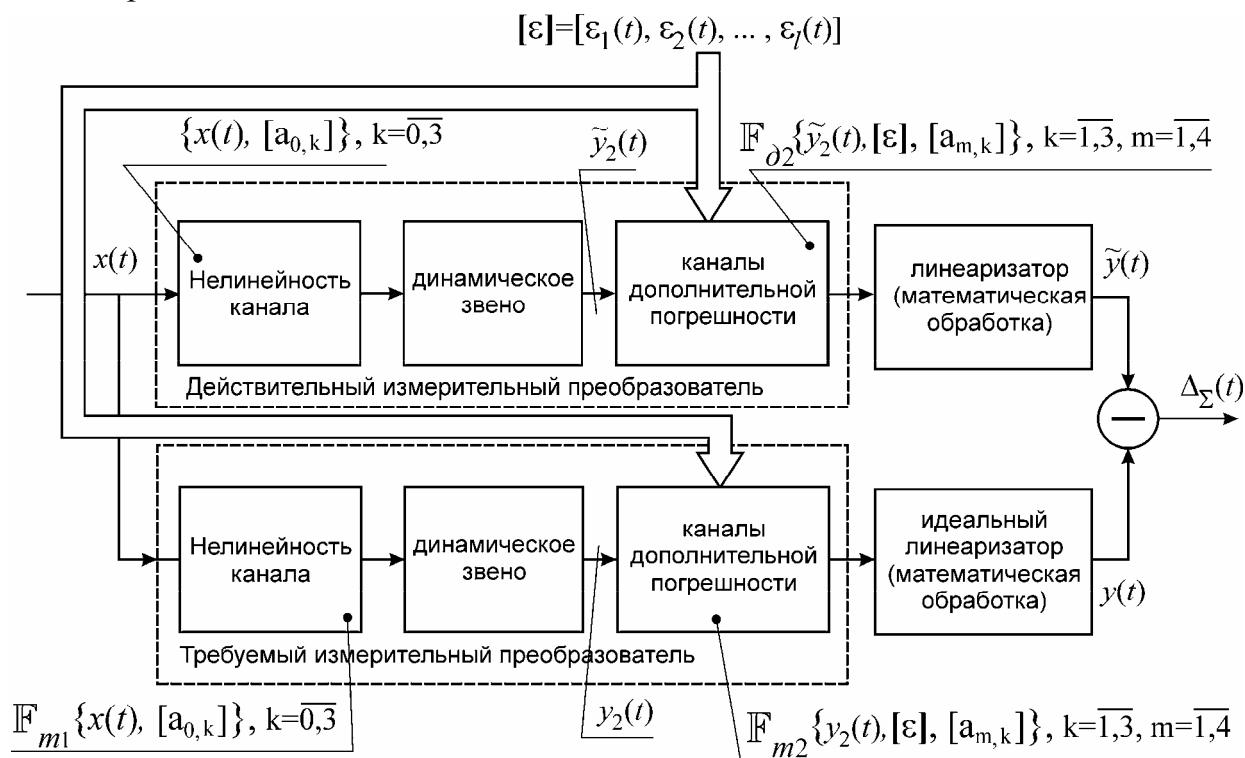 [ε]=[ε₁(t), ε₂(t), ... , εₗ(t)]
{x(t), [a₀,ₖ]}, k=0,3
ỹ₂(t)
𝔽∂2{ỹ₂(t),[ε], [aₘ,ₖ]}, k=1,3, m=1,4
x(t)
Нелинейность
канала
динамическое
звено
каналы
дополнительной
погрешности
линеаризатор
(математическая
обработка)
ỹ(t)
Действительный измерительный преобразователь
−
Δ_Σ(t)
Нелинейность
канала
динамическое
звено
каналы
дополнительной
погрешности
идеальный
линеаризатор
(математическая
обработка)
y(t)
Требуемый измерительный преобразователь
𝔽m1{x(t), [a₀,ₖ]}, k=0,3
y₂(t)
𝔽m2{y₂(t),[ε], [aₘ,ₖ]}, k=1,3, m=1,4